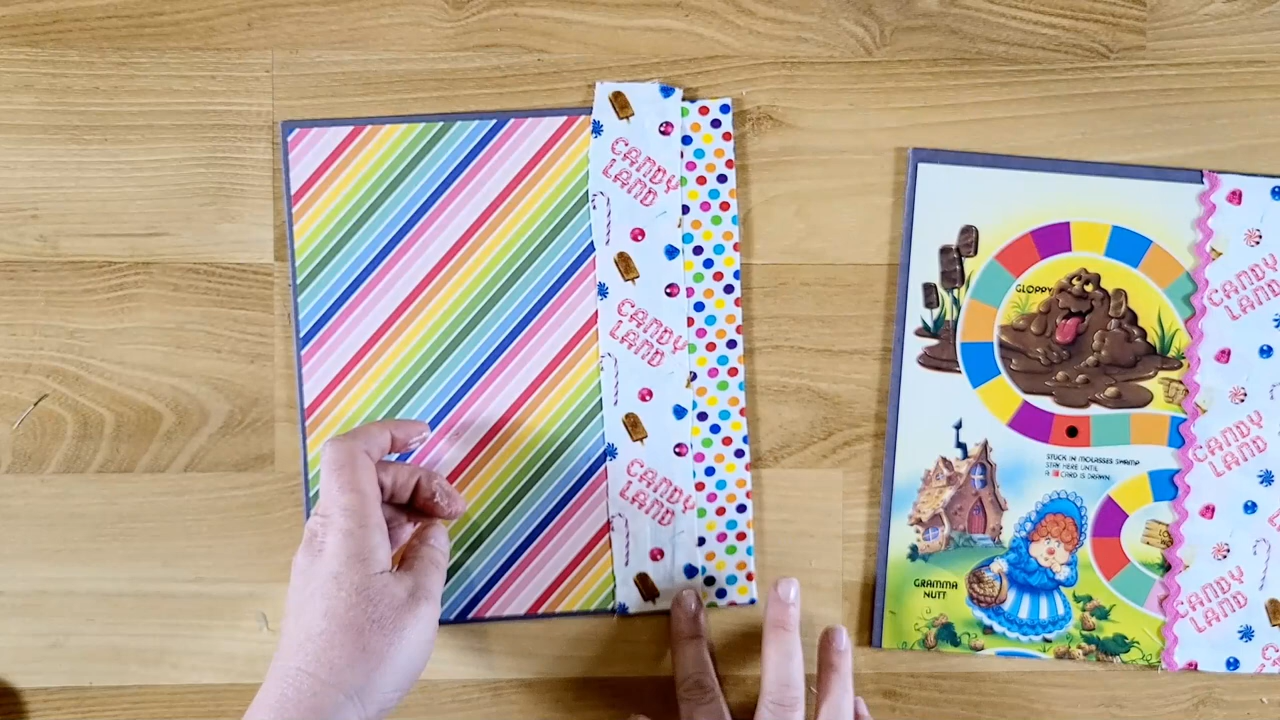 CANDY
LAND
CANDY
LAND
CANDY
LAND
GLOPPY
STUCK IN MOLASSES SWAMP
STAY HERE UNTIL
A CARD IS DRAWN.
GRAMMA
NUTT
CANDY
LAND
CANDY
LAND
CANDY
LAND